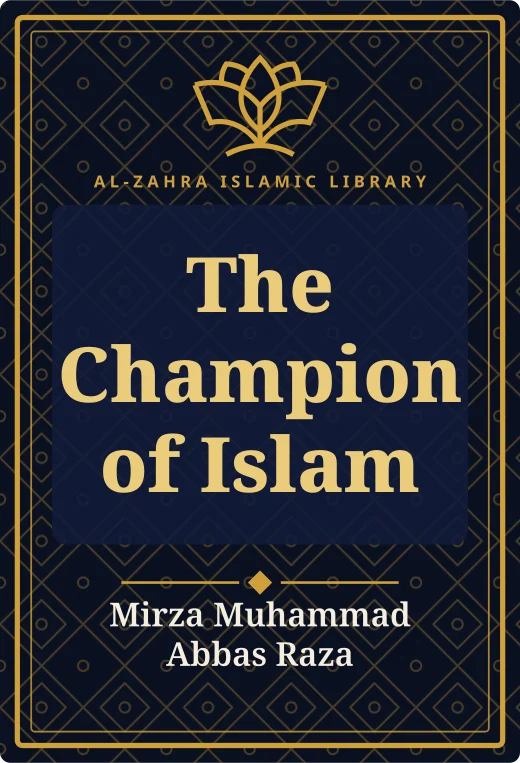 AL-ZAHRA ISLAMIC LIBRARY
The
Champion
of Islam
Mirza Muhammad
Abbas Raza